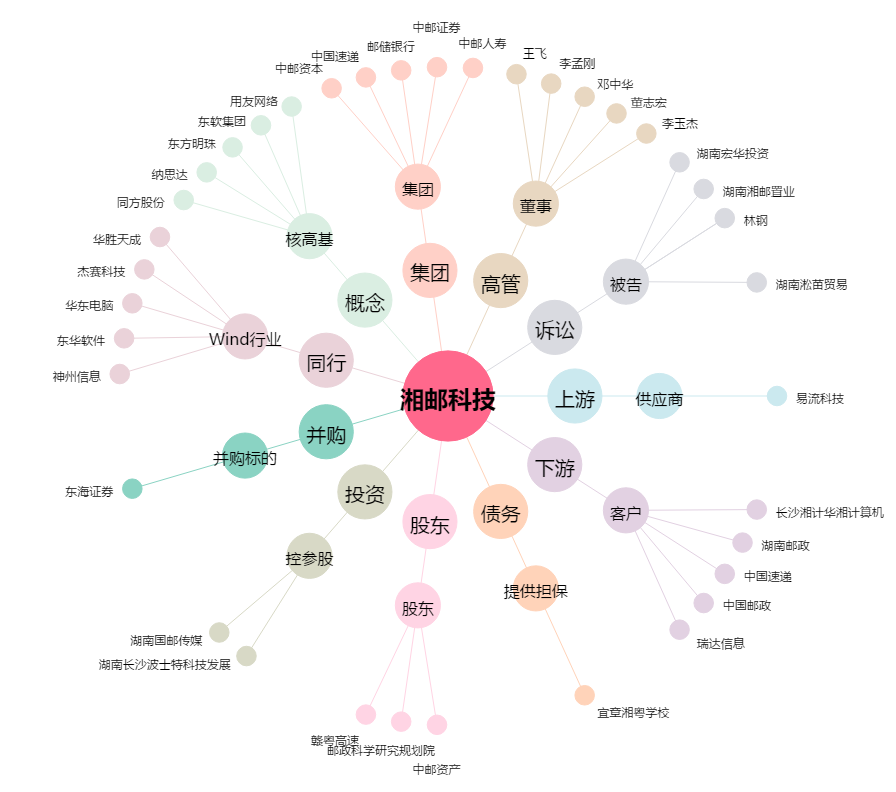 中邮证券
中邮人寿
邮储银行
中国速递
中邮资本
王飞
李孟刚
邓中华
董志宏
李玉杰
用友网络
东软集团
东方明珠
纳思达
同方股份
集团
董事
湖南宏华投资
湖南湘邮置业
林钢
华胜天成
杰赛科技
华东电脑
东华软件
神州信息
核高基
集团
高管
被告
湖南淞苗贸易
概念
诉讼
Wind行业
同行
湘邮科技
上游
供应商
易流科技
并购
并购标的
东海证券
下游
投资
股东
债务
客户
长沙湘计华湘计算机
湖南邮政
中国速递
中国邮政
瑞达信息
控参股
提供担保
股东
湖南国邮传媒
湖南长沙波士特科技发展
宜章湘粤学校
赣粤高速
邮政科学研究规划院
中邮资产